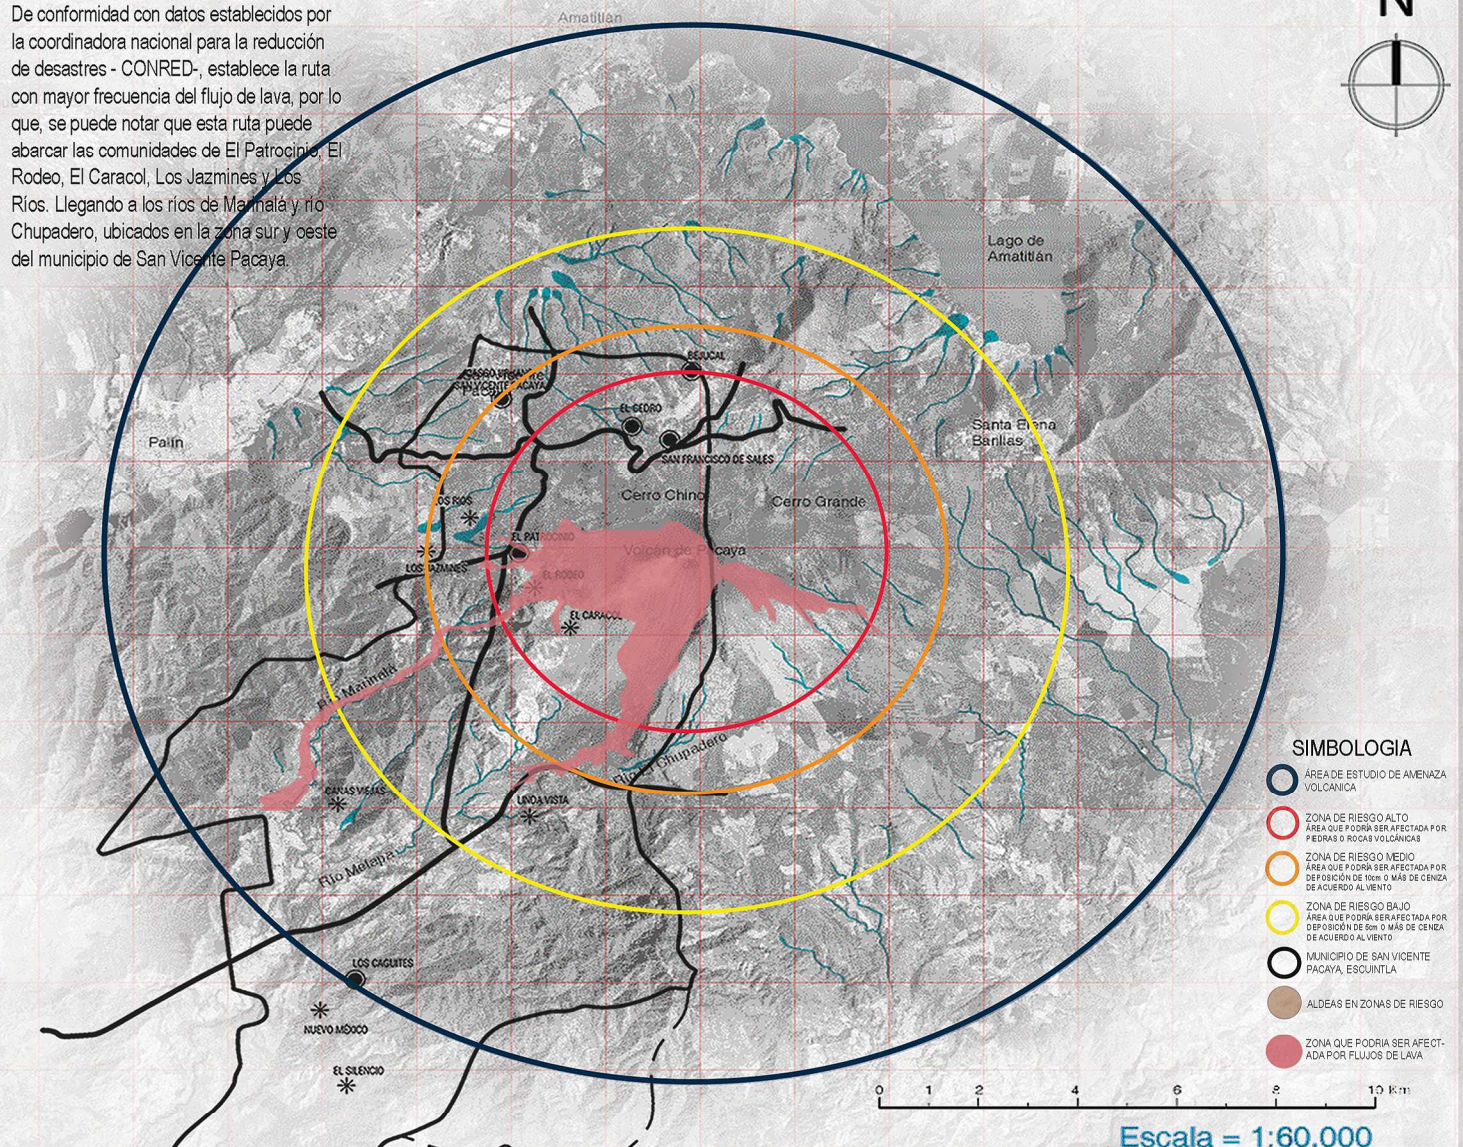 De conformidad con datos establecidos por
la coordinadora nacional para la reducción
de desastres - CONRED-, establece la ruta
con mayor frecuencia del flujo de lava, por lo
que, se puede notar que esta ruta puede
abarcar las comunidades de El Patrocinio, El
Rodeo, El Caracol, Los Jazmines y Los
Ríos. Llegando a los ríos de Marinalá y río
Chupadero, ubicados en la zona sur y oeste
del municipio de San Vicente Pacaya.
Amatitlán
N
Lago de
Amatitlán
BEJUCAL
SAN VICENTE PACAYA
EL CEDRO
SAN FRANCISCO DE SALES
Palín
Santa Elena
Barillas
Cerro Chino
Cerro Grande
LOS RIOS
EL PATROCINIO
Volcán de Pacaya
LOS JAZMINES
EL RODEO
EL CARACOL
Río Marinalá
Chupadero
CAÑAS VIEJAS
LINDA VISTA
Río Metapa
LOS CAGUITES
NUEVO MÉXICO
EL SILENCIO
SIMBOLOGIA
ÁREA DE ESTUDIO DE AMENAZA
VOLCANICA
ZONA DE RIESGO ALTO
ÁREA QUE PODRÍA SER AFECTADA POR
PIEDRAS O ROCAS VOLCÁNICAS
ZONA DE RIESGO MEDIO
ÁREA QUE PODRÍA SER AFECTADA POR
DEPOSICIÓN DE 10cm O MÁS DE CENIZA
DE ACUERDO AL VIENTO
ZONA DE RIESGO BAJO
ÁREA QUE PODRÍA SER AFECTADA POR
DEPOSICIÓN DE 5cm O MÁS DE CENIZA
DE ACUERDO AL VIENTO
MUNICIPIO DE SAN VICENTE
PACAYA, ESCUINTLA
ALDEAS EN ZONAS DE RIESGO
ZONA QUE PODRIA SER AFECT-
ADA POR FLUJOS DE LAVA
0 1 2 4 6 8 10 Km
Escala = 1:60,000